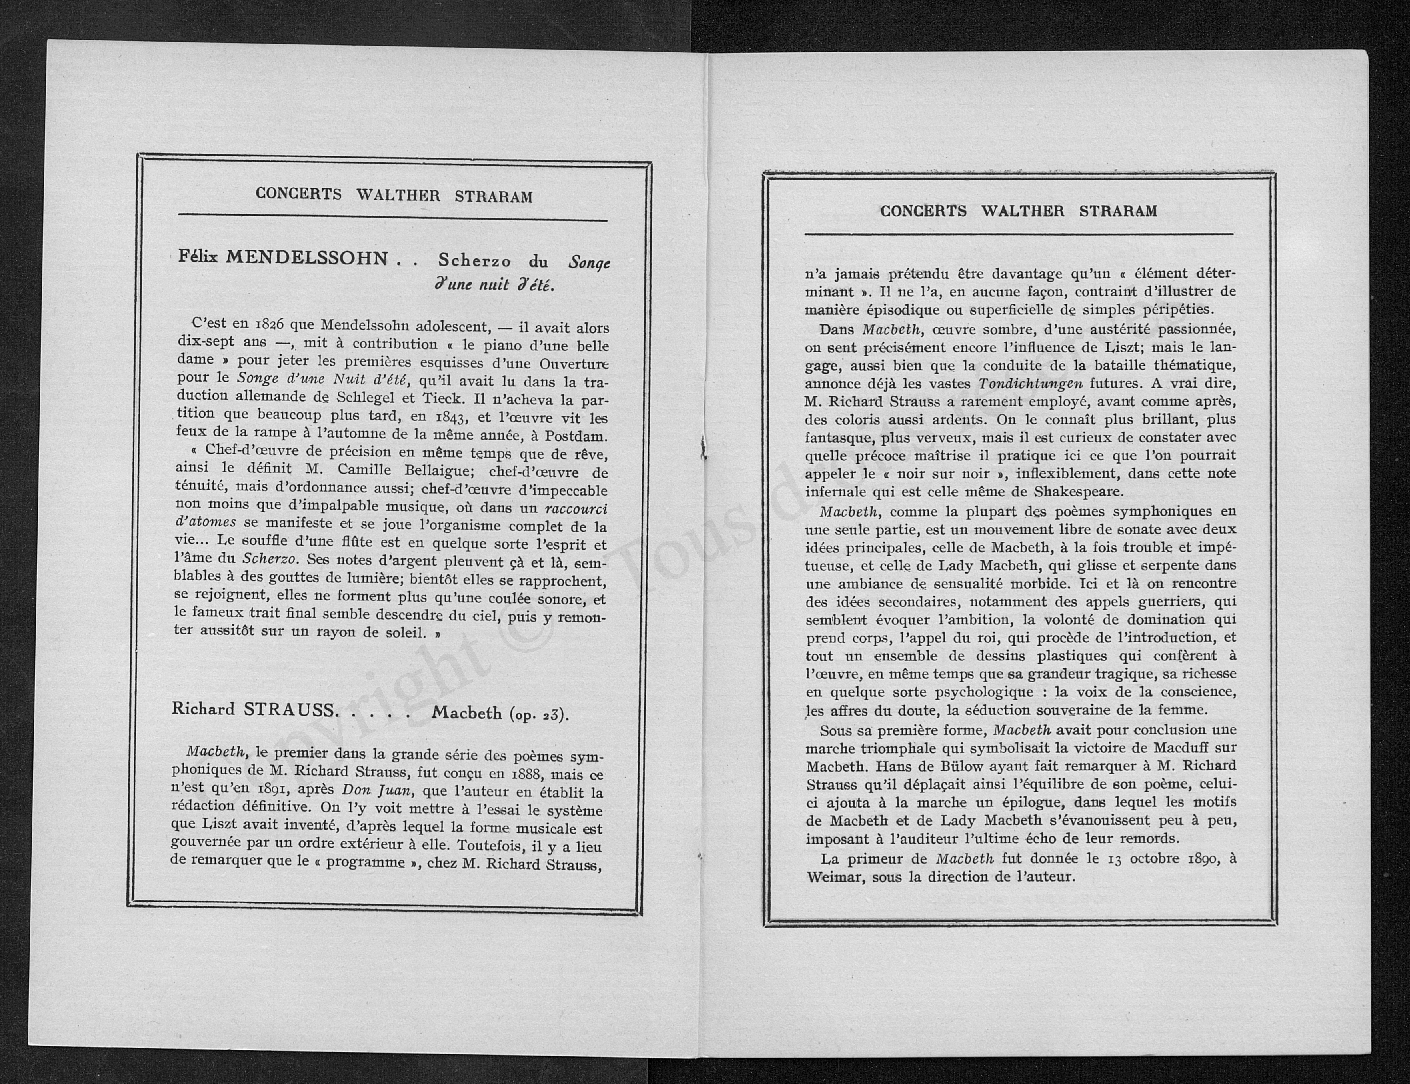 CONCERTS WALTHER STRARAM
Félix MENDELSSOHN . . Scherzo du Songe
d'une nuit d'été.
C'est en 1826 que Mendelssohn adolescent, — il avait alors
dix-sept ans —, mit à contribution « le piano d'une belle
dame » pour jeter les premières esquisses d'une Ouverture
pour le Songe d'une Nuit d'été, qu'il avait lu dans la tra-
duction allemande de Schlegel et Tieck. Il n'acheva la par-
tition que beaucoup plus tard, en 1843, et l'œuvre vit les
feux de la rampe à l'automne de la même année, à Postdam.
« Chef-d'œuvre de précision en même temps que de rêve,
ainsi le définit M. Camille Bellaigue; chef-d'œuvre de
ténuité, mais d'ordonnance aussi; chef-d'œuvre d'impeccable
non moins que d'impalpable musique, où dans un raccourci
d'atomes se manifeste et se joue l'organisme complet de la
vie... Le souffle d'une flûte est en quelque sorte l'esprit et
l'âme du Scherzo. Ses notes d'argent pleuvent çà et là, sem-
blables à des gouttes de lumière; bientôt elles se rapprochent,
se rejoignent, elles ne forment plus qu'une coulée sonore, et
le fameux trait final semble descendre du ciel, puis y remon-
ter aussitôt sur un rayon de soleil. »
Richard STRAUSS. . . . . Macbeth (op. 23).
Macbeth, le premier dans la grande série des poèmes sym-
phoniques de M. Richard Strauss, fut conçu en 1888, mais ce
n'est qu'en 1891, après Don Juan, que l'auteur en établit la
rédaction définitive. On l'y voit mettre à l'essai le système
que Liszt avait inventé, d'après lequel la forme musicale est
gouvernée par un ordre extérieur à elle. Toutefois, il y a lieu
de remarquer que le « programme », chez M. Richard Strauss,
CONCERTS WALTHER STRARAM
n'a jamais prétendu être davantage qu'un « élément déter-
minant ». Il ne l'a, en aucune façon, contraint d'illustrer de
manière épisodique ou superficielle de simples péripéties.
Dans Macbeth, œuvre sombre, d'une austérité passionnée,
on sent précisément encore l'influence de Liszt; mais le lan-
gage, aussi bien que la conduite de la bataille thématique,
annonce déjà les vastes Tondichtungen futures. A vrai dire,
M. Richard Strauss a rarement employé, avant comme après,
des coloris aussi ardents. On le connaît plus brillant, plus
fantasque, plus verveux, mais il est curieux de constater avec
quelle précoce maîtrise il pratique ici ce que l'on pourrait
appeler le « noir sur noir », inflexiblement, dans cette note
infernale qui est celle même de Shakespeare.
Macbeth, comme la plupart des poèmes symphoniques en
une seule partie, est un mouvement libre de sonate avec deux
idées principales, celle de Macbeth, à la fois trouble et impé-
tueuse, et celle de Lady Macbeth, qui glisse et serpente dans
une ambiance de sensualité morbide. Ici et là on rencontre
des idées secondaires, notamment des appels guerriers, qui
semblent évoquer l'ambition, la volonté de domination qui
prend corps, l'appel du roi, qui procède de l'introduction, et
tout un ensemble de dessins plastiques qui confèrent à
l'œuvre, en même temps que sa grandeur tragique, sa richesse
en quelque sorte psychologique : la voix de la conscience,
les affres du doute, la séduction souveraine de la femme.
Sous sa première forme, Macbeth avait pour conclusion une
marche triomphale qui symbolisait la victoire de Macduff sur
Macbeth. Hans de Bülow ayant fait remarquer à M. Richard
Strauss qu'il déplaçait ainsi l'équilibre de son poème, celui-
ci ajouta à la marche un épilogue, dans lequel les motifs
de Macbeth et de Lady Macbeth s'évanouissent peu à peu,
imposant à l'auditeur l'ultime écho de leur remords.
La primeur de Macbeth fut donnée le 13 octobre 1890, à
Weimar, sous la direction de l'auteur.